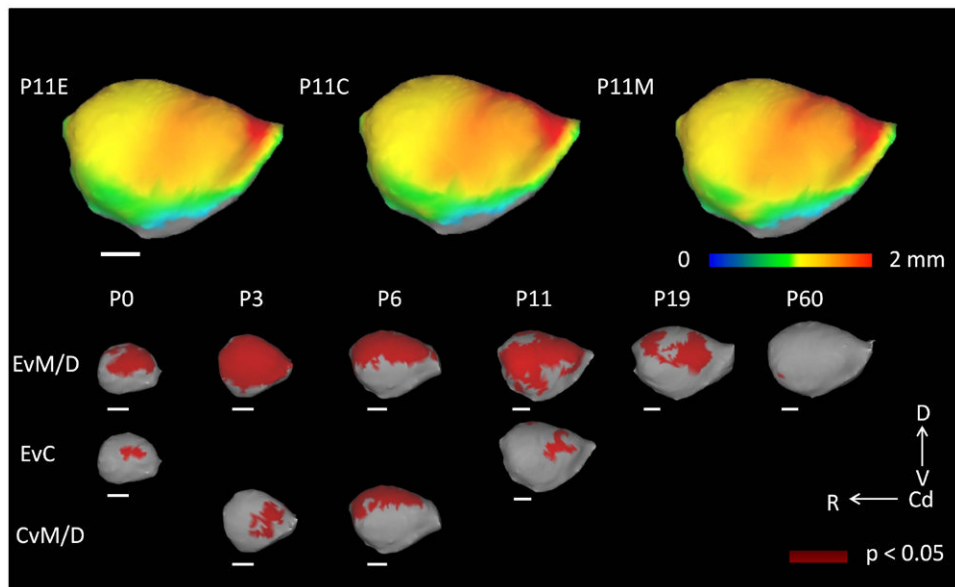 P11E P11C P11M
0 2 mm
P0 P3 P6 P11 P19 P60
EvM/D
D
EvC
V
R Cd
CvM/D
p < 0.05